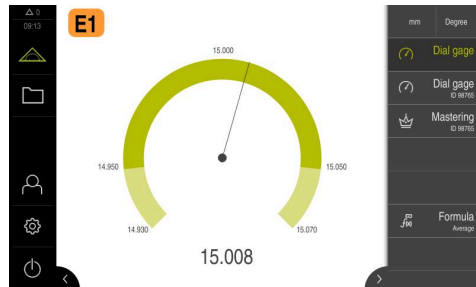 △ 0
09:13
E1
15.000
14.950
15.050
14.930
15.070
15.008
mm Degree
Dial gage
Dial gage
ID 98765
Mastering
ID 98765
f(x)
Formula
Average